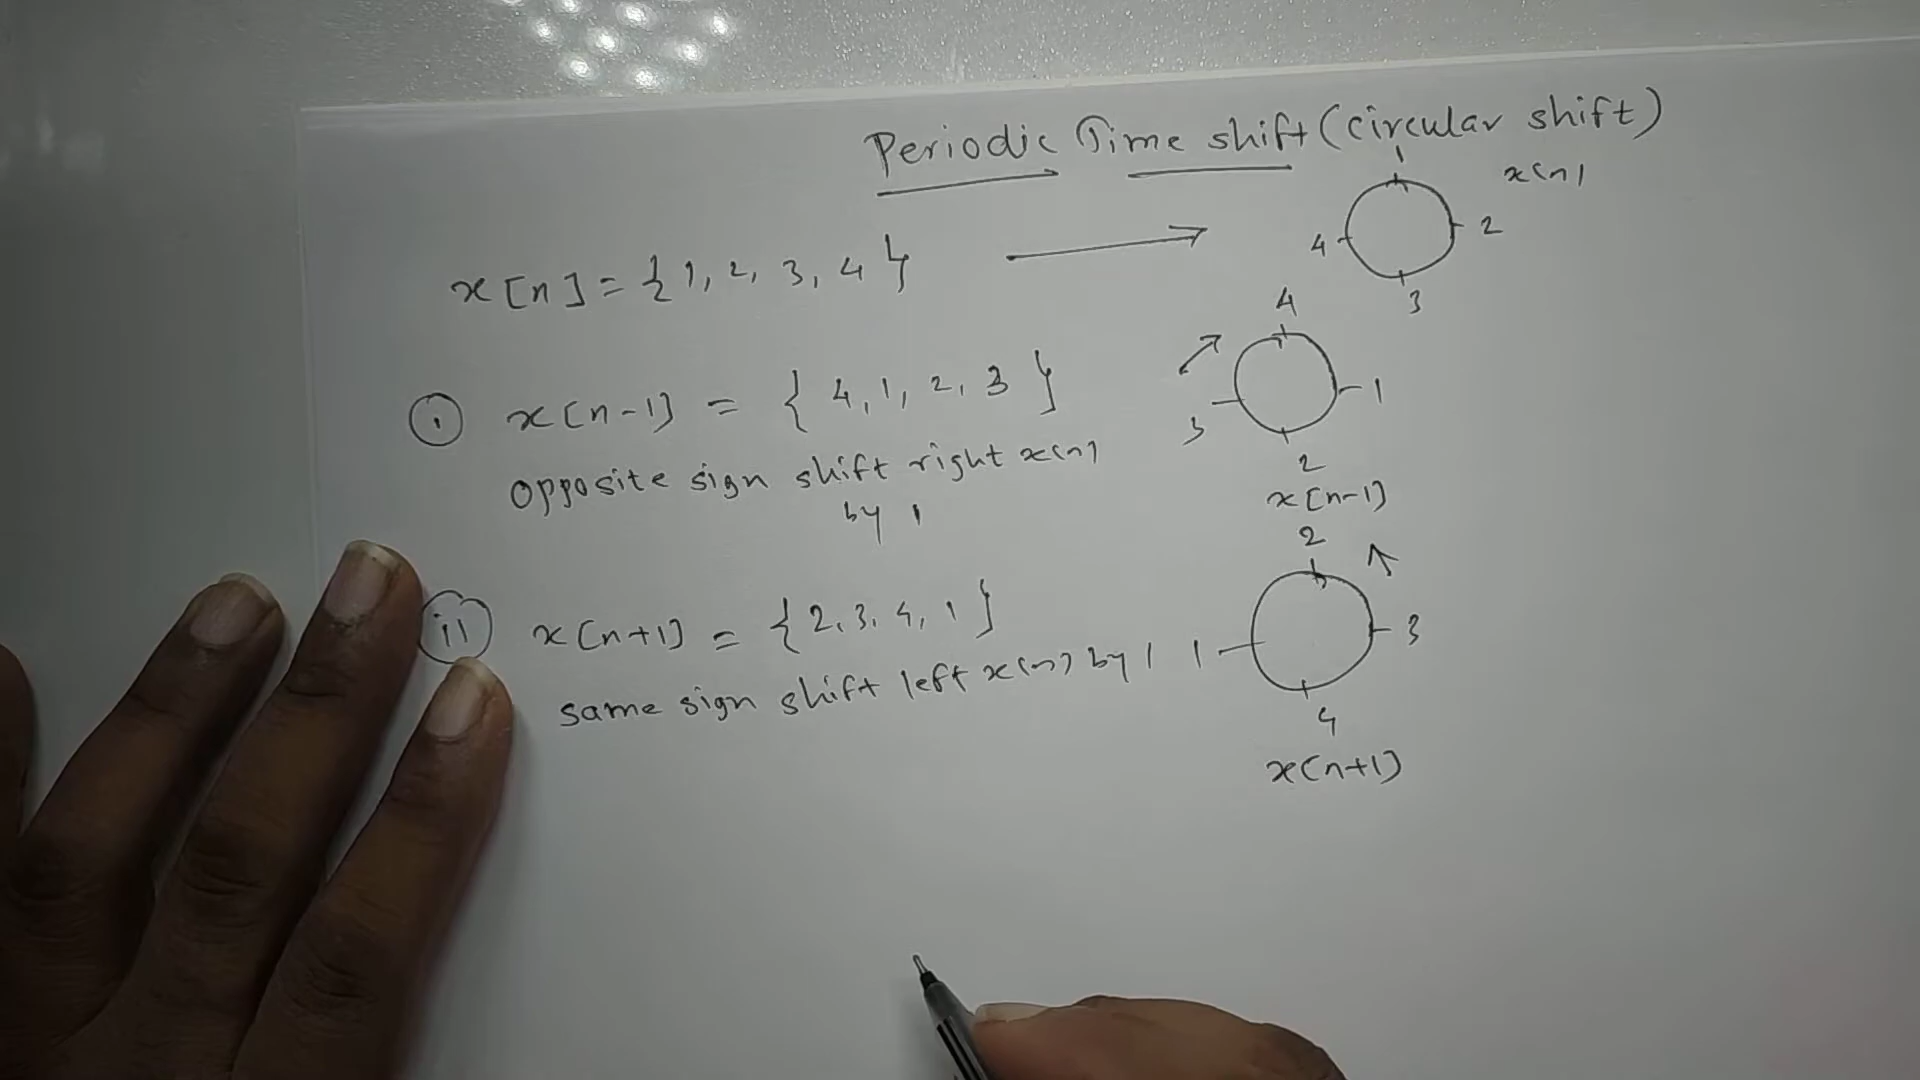 Periodic Time shift (circular shift)
x[n] = {1, 2, 3, 4}
1
2
3
4
x(n)
i x[n-1] = {4, 1, 2, 3}
opposite sign shift right x(n)
by 1
4
1
2
3
x[n-1]
ii x[n+1] = {2, 3, 4, 1}
same sign shift left x(n) by 1
2
3
4
1
x[n+1]